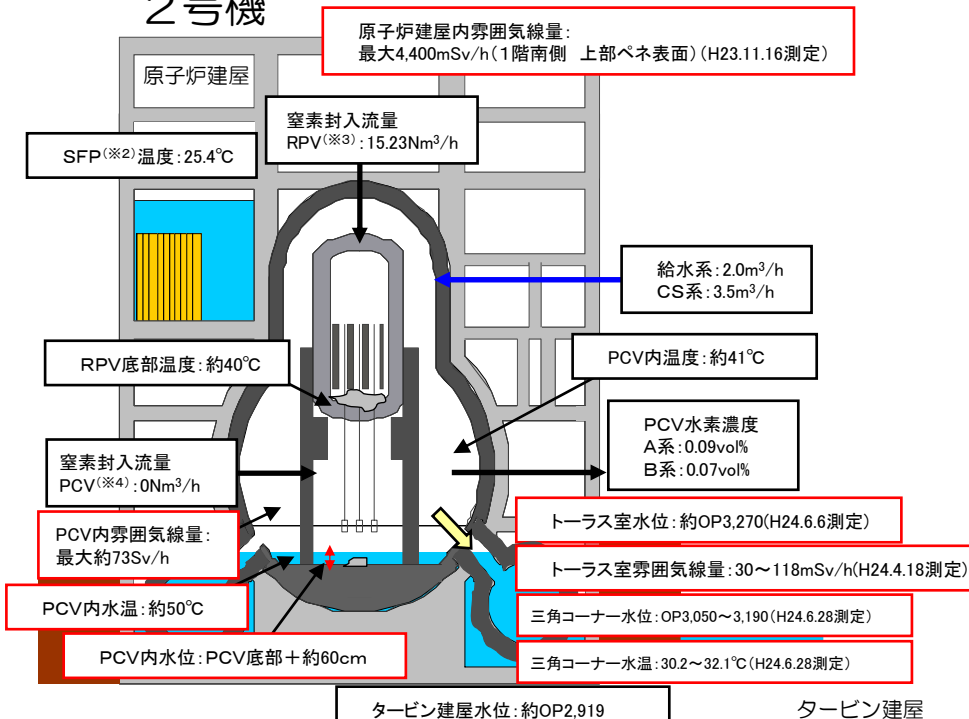 ２号機
原子炉建屋内雰囲気線量：
最大4,400mSv/h(１階南側　上部ペネ表面)(H23.11.16測定)
原子炉建屋
窒素封入流量
RPV(※3)：15.23Nm³/h
SFP(※2)温度：25.4℃
給水系：2.0m³/h
CS系：3.5m³/h
RPV底部温度：約40℃
PCV内温度：約41℃
PCV水素濃度
A系：0.09vol%
B系：0.07vol%
窒素封入流量
PCV(※4)：0Nm³/h
PCV内雰囲気線量：
最大約73Sv/h
トーラス室水位：約OP3,270(H24.6.6測定)
トーラス室雰囲気線量：30～118mSv/h(H24.4.18測定)
PCV内水温：約50℃
三角コーナー水位：OP3,050～3,190(H24.6.28測定)
PCV内水位：PCV底部＋約60cm
三角コーナー水温：30.2～32.1℃(H24.6.28測定)
タービン建屋水位：約OP2,919
タービン建屋